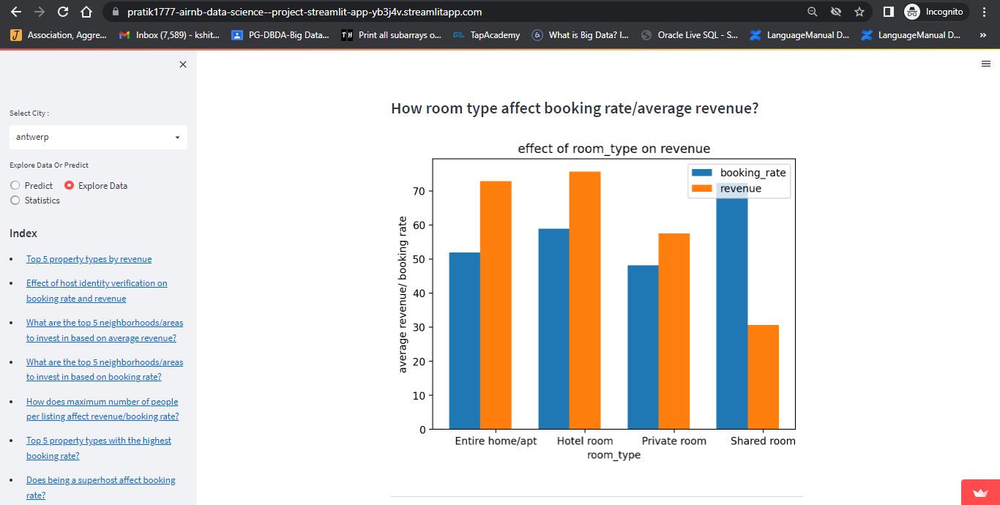 pratik1777-airnb-data-science--project-streamlit-app-yb3j4v.streamlitapp.com
Incognito
Association, Aggre...
Inbox (7,589) - kshit...
PG-DBDA-Big Data...
TH
Print all subarrays o...
TapAcademy
What is Big Data? I...
Oracle Live SQL - S...
LanguageManual D...
LanguageManual D...
»
Select City :
antwerp
Explore Data Or Predict
Predict
Explore Data
Statistics
Index
Top 5 property types by revenue
Effect of host identity verification on
booking rate and revenue
What are the top 5 neighborhoods/areas
to invest in based on average revenue?
What are the top 5 neighborhoods/areas
to invest in based on booking rate?
How does maximum number of people
per listing affect revenue/booking rate?
Top 5 property types with the highest
booking rate?
Does being a superhost affect booking
rate?
How room type affect booking rate/average revenue?
effect of room_type on revenue
booking_rate
revenue
average revenue/ booking rate
70
60
50
40
30
20
10
0
Entire home/apt
Hotel room
Private room
Shared room
room_type